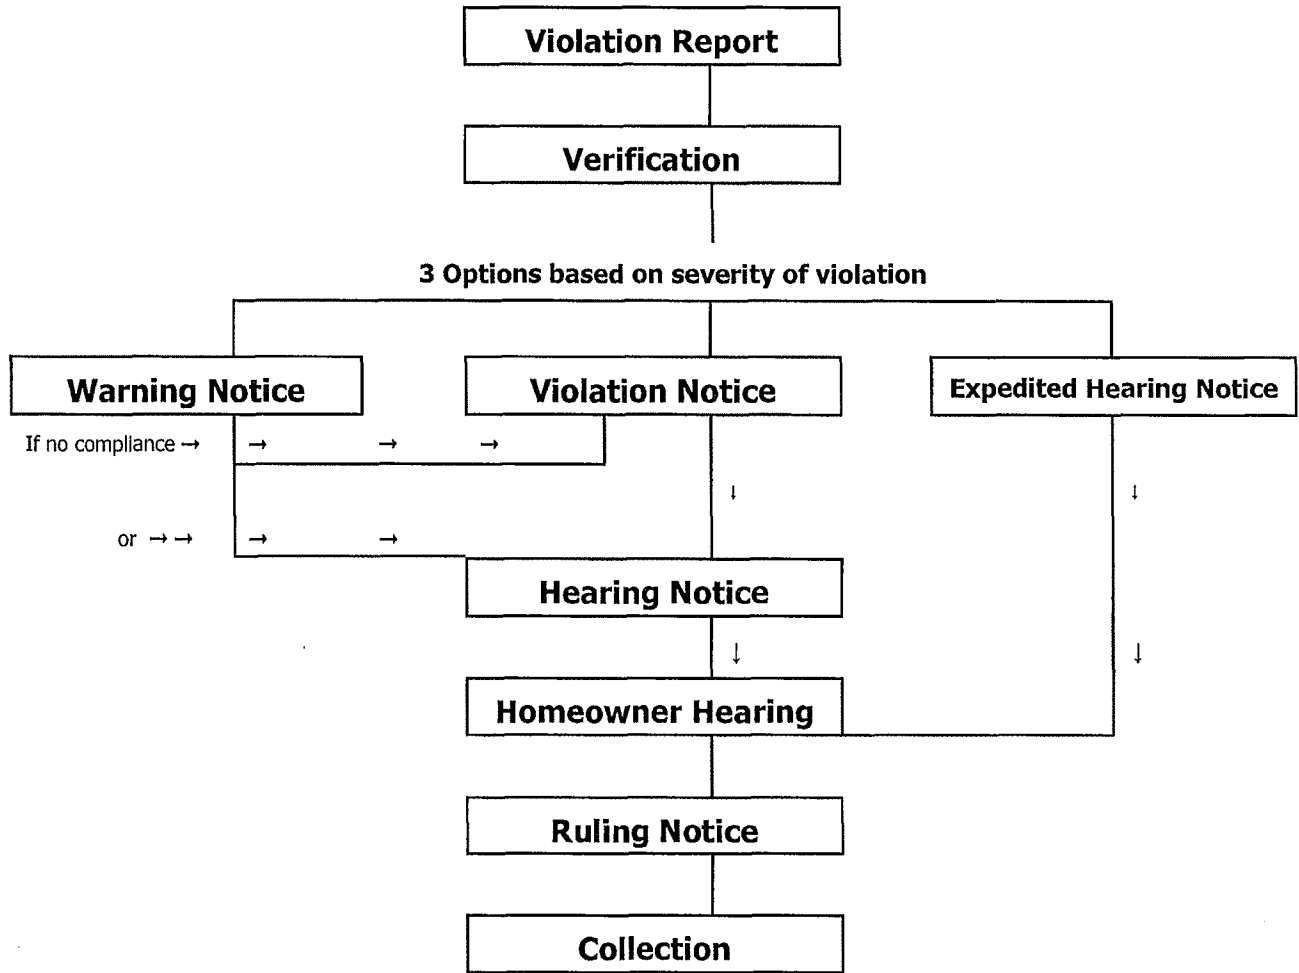 Violation Report
Verification
3 Options based on severity of violation
Warning Notice
Violation Notice
Expedited Hearing Notice
If no compliance → → → →
↓ ↓
or → → → →
Hearing Notice
↓ ↓
Homeowner Hearing
Ruling Notice
Collection